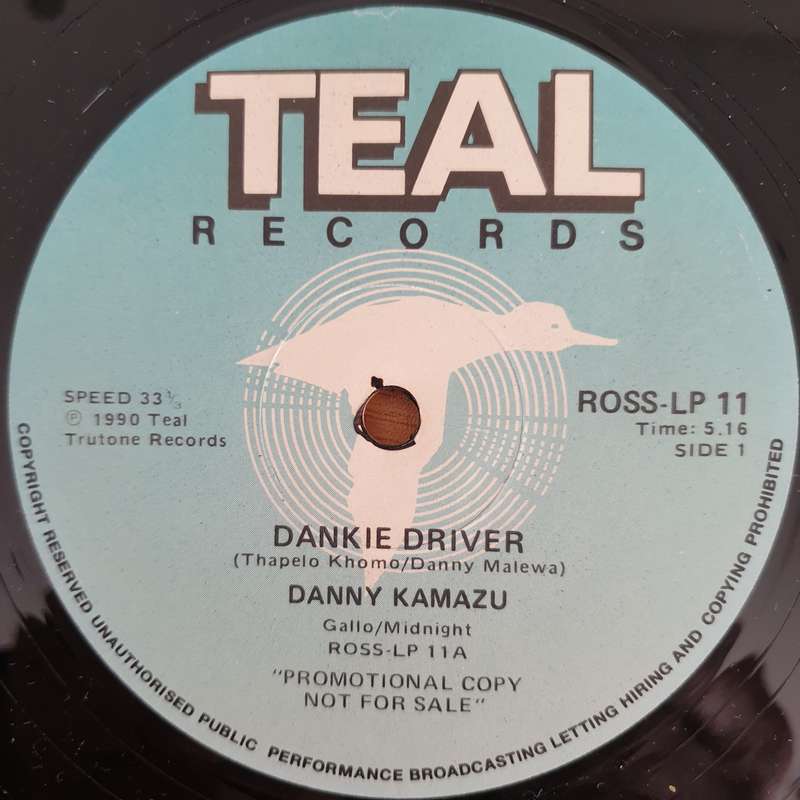 TEAL
RECORDS
SPEED 33 1/3
℗ 1990 Teal
Trutone Records
ROSS-LP 11
Time: 5.16
SIDE 1
DANKIE DRIVER
(Thapelo Khomo/Danny Malewa)
DANNY KAMAZU
Gallo/Midnight
ROSS-LP 11A
"PROMOTIONAL COPY
NOT FOR SALE"
COPYRIGHT RESERVED UNAUTHORISED PUBLIC PERFORMANCE BROADCASTING LETTING HIRING AND COPYING PROHIBITED